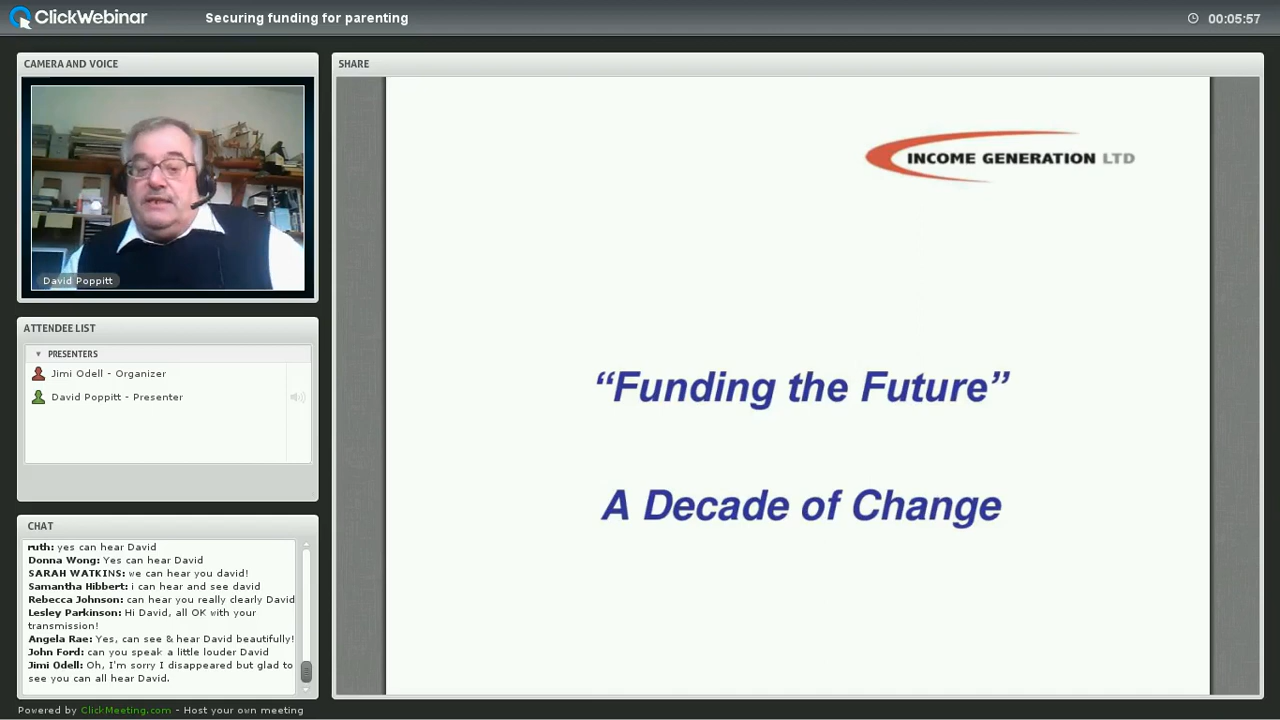 ClickWebinar
Securing funding for parenting
00:05:57
CAMERA AND VOICE
David Poppitt
ATTENDEE LIST
PRESENTERS
Jimi Odell - Organizer
David Poppitt - Presenter
CHAT
ruth: yes can hear David
Donna Wong: Yes can hear David
SARAH WATKINS: we can hear you david!
Samantha Hibbert: i can hear and see david
Rebecca Johnson: can hear you really clearly David
Lesley Parkinson: Hi David, all OK with your
transmission!
Angela Rae: Yes, can see & hear David beautifully!
John Ford: can you speak a little louder David
Jimi Odell: Oh, I'm sorry I disappeared but glad to
see you can all hear David.
SHARE
INCOME GENERATION LTD
“Funding the Future”
A Decade of Change
Powered by ClickMeeting.com - Host your own meeting